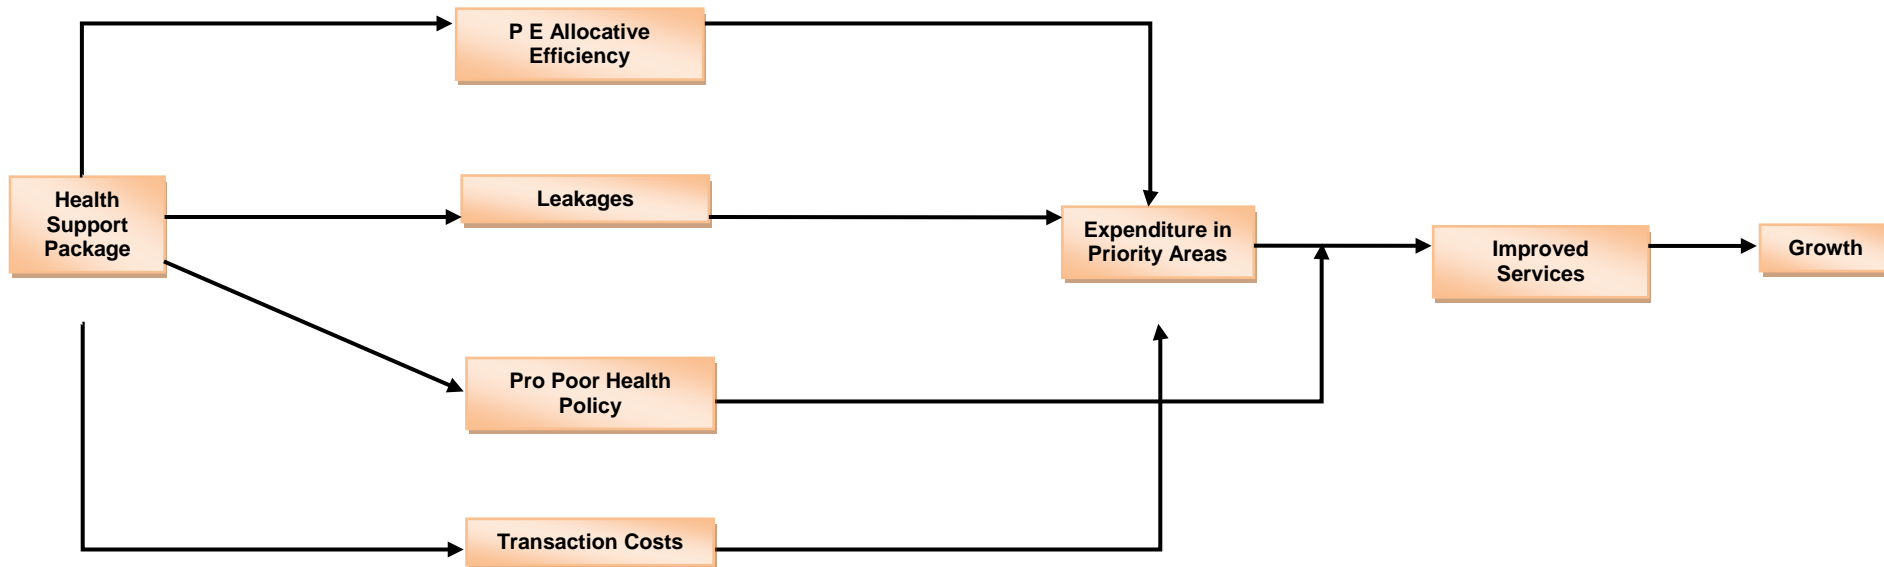 P E Allocative
Efficiency
Health
Support
Package
Leakages
Expenditure in
Priority Areas
Improved
Services
Growth
Pro Poor Health
Policy
Transaction Costs